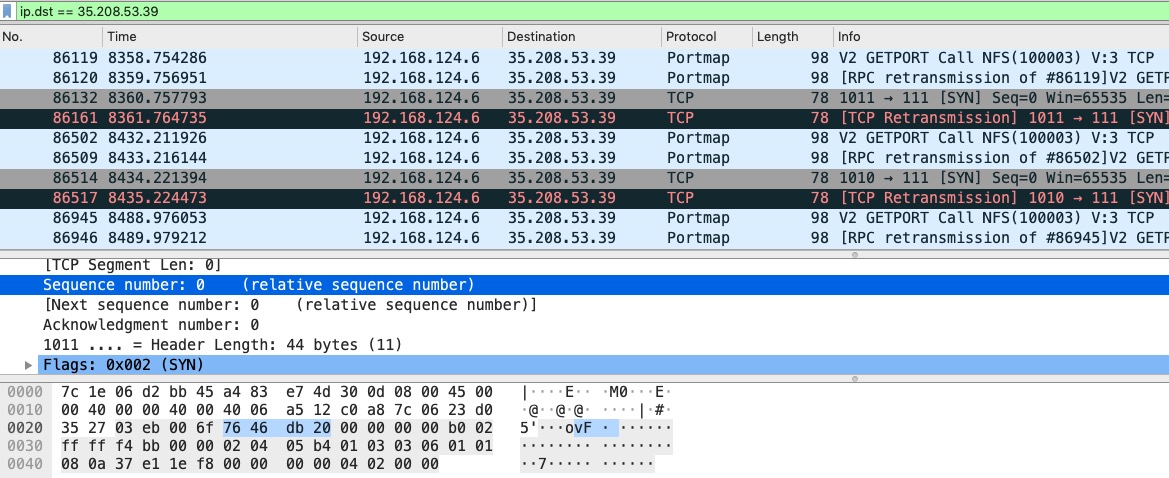 ip.dst == 35.208.53.39
No. Time Source Destination Protocol Length Info
86119 8358.754286 192.168.124.6 35.208.53.39 Portmap 98 V2 GETPORT Call NFS(100003) V:3 TCP
86120 8359.756951 192.168.124.6 35.208.53.39 Portmap 98 [RPC retransmission of #86119]V2 GETP
86132 8360.757793 192.168.124.6 35.208.53.39 TCP 78 1011 → 111 [SYN] Seq=0 Win=65535 Len=
86161 8361.764735 192.168.124.6 35.208.53.39 TCP 78 [TCP Retransmission] 1011 → 111 [SYN]
86502 8432.211926 192.168.124.6 35.208.53.39 Portmap 98 V2 GETPORT Call NFS(100003) V:3 TCP
86509 8433.216144 192.168.124.6 35.208.53.39 Portmap 98 [RPC retransmission of #86502]V2 GETP
86514 8434.221394 192.168.124.6 35.208.53.39 TCP 78 1010 → 111 [SYN] Seq=0 Win=65535 Len=
86517 8435.224473 192.168.124.6 35.208.53.39 TCP 78 [TCP Retransmission] 1010 → 111 [SYN]
86945 8488.976053 192.168.124.6 35.208.53.39 Portmap 98 V2 GETPORT Call NFS(100003) V:3 TCP
86946 8489.979212 192.168.124.6 35.208.53.39 Portmap 98 [RPC retransmission of #86945]V2 GETP
[TCP Segment Len: 0]
Sequence number: 0 (relative sequence number)
[Next sequence number: 0 (relative sequence number)]
Acknowledgment number: 0
1011 .... = Header Length: 44 bytes (11)
Flags: 0x002 (SYN)
0000 7c 1e 06 d2 bb 45 a4 83 e7 4d 30 0d 08 00 45 00 |····E·· ·M0···E·
0010 00 40 00 00 40 00 40 06 a5 12 c0 a8 7c 06 23 d0 ·@··@·@· ····|·#·
0020 35 27 03 eb 00 6f 76 46 db 20 00 00 00 00 b0 02 5'···ovF · ······
0030 ff ff f4 bb 00 00 02 04 05 b4 01 03 03 06 01 01 ········ ········
0040 08 0a 37 e1 1e f8 00 00 00 00 04 02 00 00 ··7····· ······